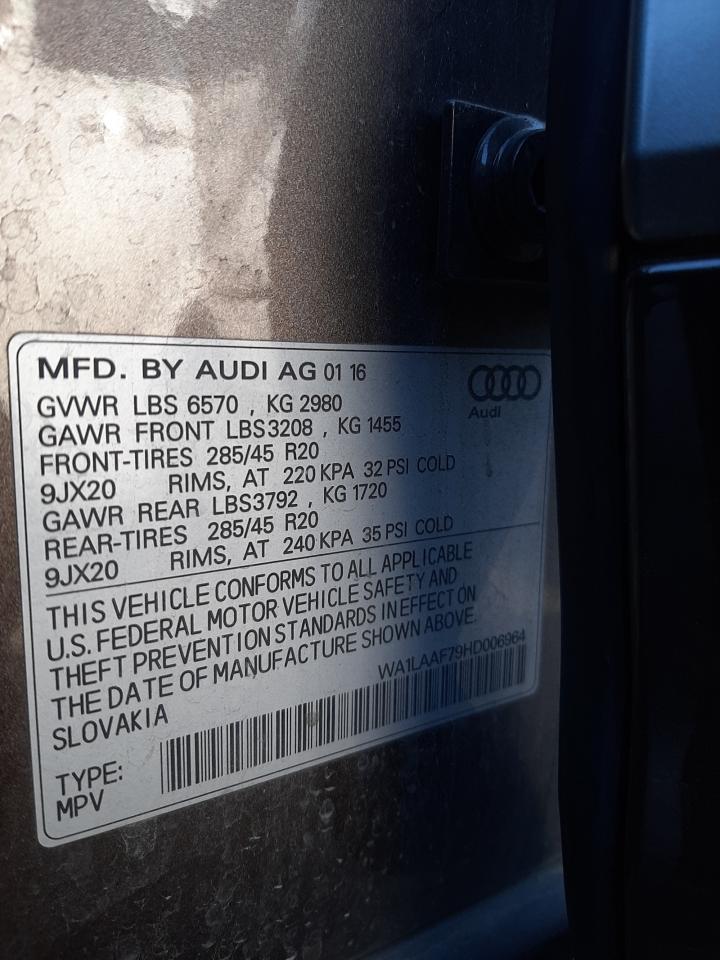 MFD. BY AUDI AG 01 16
Audi
GVWR LBS 6570 , KG 2980
GAWR FRONT LBS3208 , KG 1455
FRONT-TIRES 285/45 R20
9JX20 RIMS, AT 220 KPA 32 PSI COLD
GAWR REAR LBS3792 , KG 1720
REAR-TIRES 285/45 R20
9JX20 RIMS, AT 240 KPA 35 PSI COLD
THIS VEHICLE CONFORMS TO ALL APPLICABLE
U.S. FEDERAL MOTOR VEHICLE SAFETY AND
THEFT PREVENTION STANDARDS IN EFFECT ON
THE DATE OF MANUFACTURE SHOWN ABOVE.
SLOVAKIA
WA1LAAF79HD006964
TYPE:
MPV